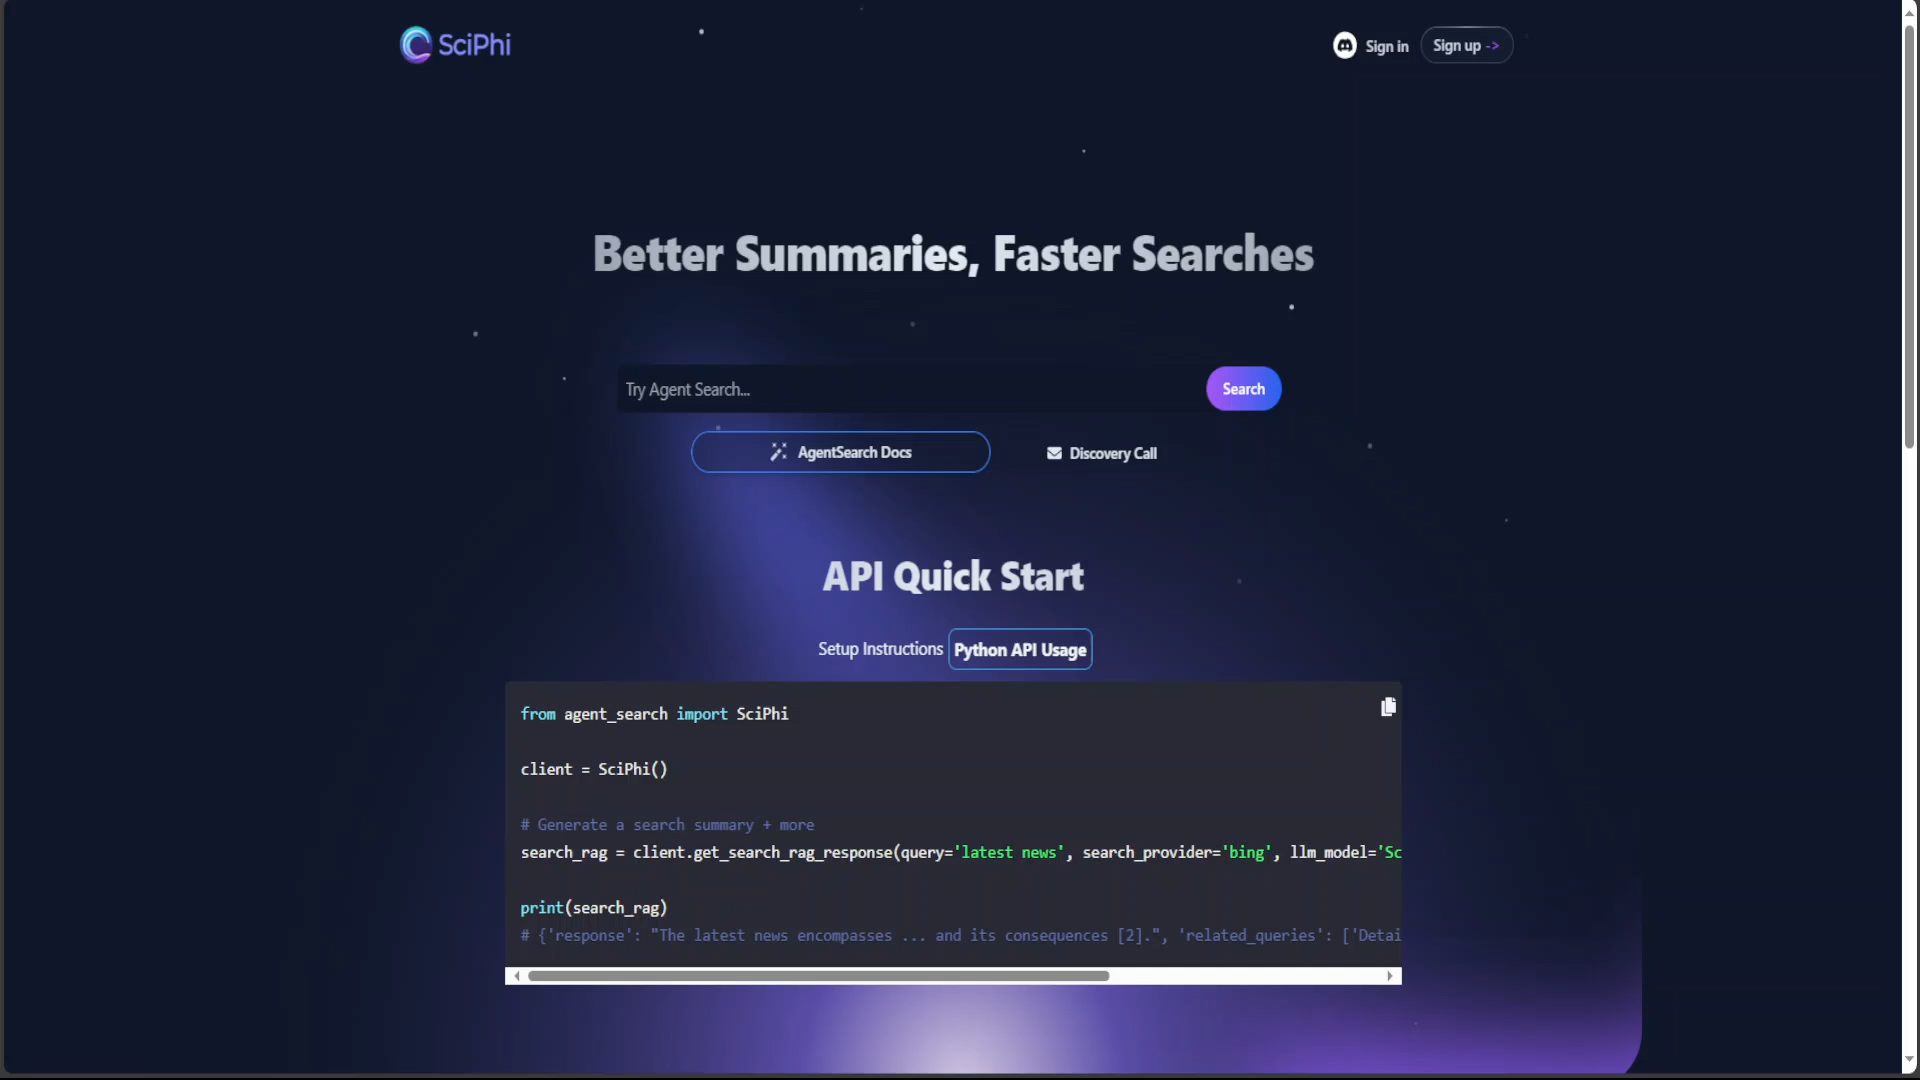 SciPhi
Sign in
Sign up ->
Better Summaries, Faster Searches
Try Agent Search...
Search
AgentSearch Docs
Discovery Call
API Quick Start
Setup Instructions
Python API Usage
from agent_search import SciPhi
client = SciPhi()
# Generate a search summary + more
search_rag = client.get_search_rag_response(query='latest news', search_provider='bing', llm_model='Sc
print(search_rag)
# {'response': "The latest news encompasses ... and its consequences [2].", 'related_queries': ['Detai